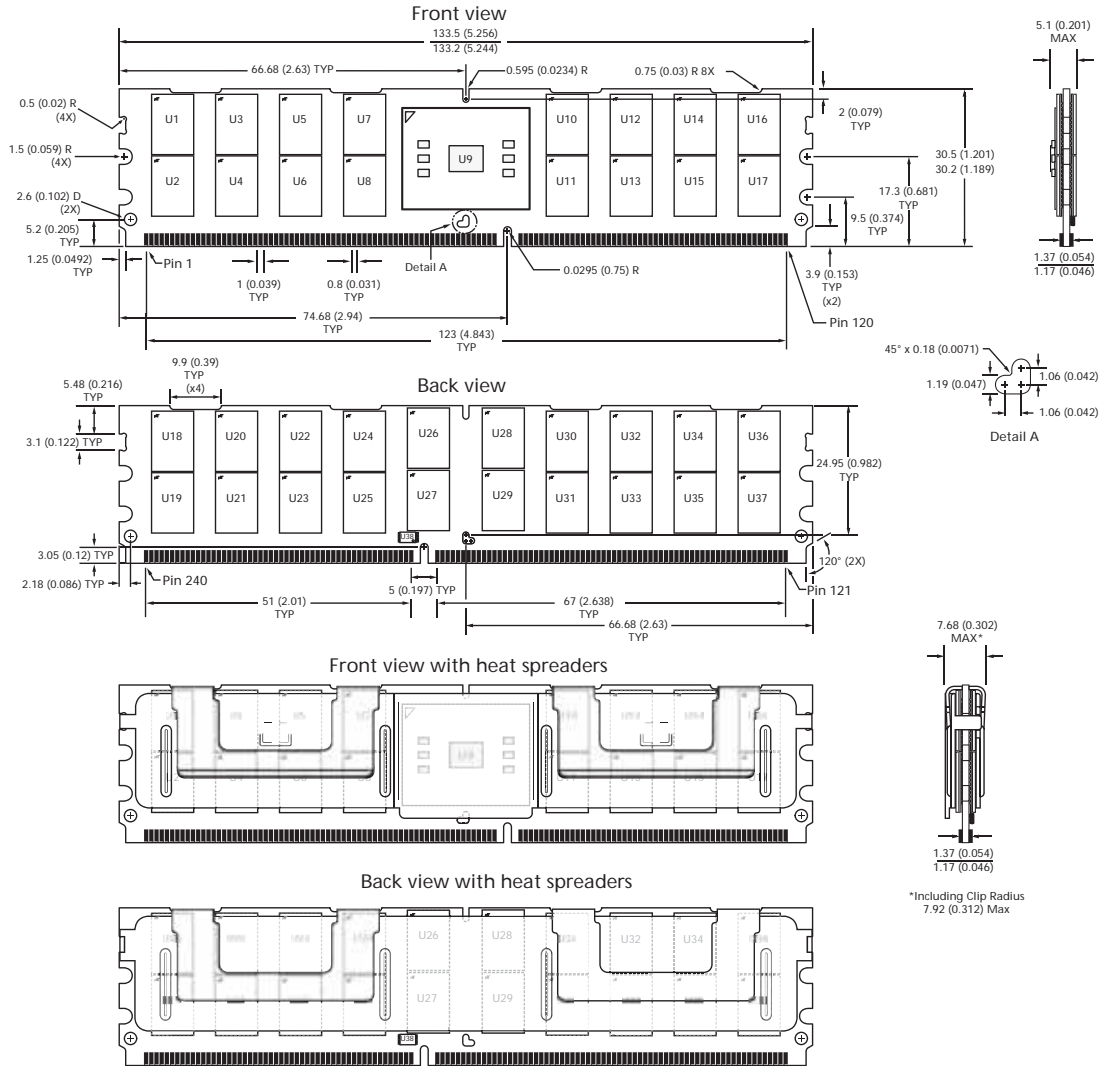 Front view
133.5 (5.256)
133.2 (5.244)
66.68 (2.63) TYP
0.595 (0.0234) R
0.75 (0.03) R 8X
5.1 (0.201)
MAX
0.5 (0.02) R
(4X)
1.5 (0.059) R
(4X)
2.6 (0.102) D
(2X)
5.2 (0.205)
TYP
1.25 (0.0492)
TYP
U1 U3 U5 U7 U10 U12 U14 U16
U9
U2 U4 U6 U8 U11 U13 U15 U17
2 (0.079)
TYP
30.5 (1.201)
30.2 (1.189)
17.3 (0.681)
TYP
9.5 (0.374)
TYP
Pin 1
1 (0.039)
TYP
0.8 (0.031)
TYP
Detail A
0.0295 (0.75) R
3.9 (0.153)
TYP
(x2)
1.37 (0.054)
1.17 (0.046)
74.68 (2.94)
TYP
Pin 120
123 (4.843)
TYP
45° x 0.18 (0.0071)
1.19 (0.047)
1.06 (0.042)
1.06 (0.042)
Detail A
Back view
9.9 (0.39)
TYP
(x4)
5.48 (0.216)
TYP
3.1 (0.122) TYP
U18 U20 U22 U24 U26 U28 U30 U32 U34 U36
U19 U21 U23 U25 U27 U29 U31 U33 U35 U37
U38
24.95 (0.982)
TYP
3.05 (0.12) TYP
2.18 (0.086) TYP
Pin 240
120° (2X)
Pin 121
51 (2.01)
TYP
5 (0.197) TYP
67 (2.638)
TYP
66.68 (2.63)
TYP
Front view with heat spreaders
7.68 (0.302)
MAX*
1.37 (0.054)
1.17 (0.046)
*Including Clip Radius
7.92 (0.312) Max
Back view with heat spreaders
U26 U28 U32 U34
U27 U29
U38